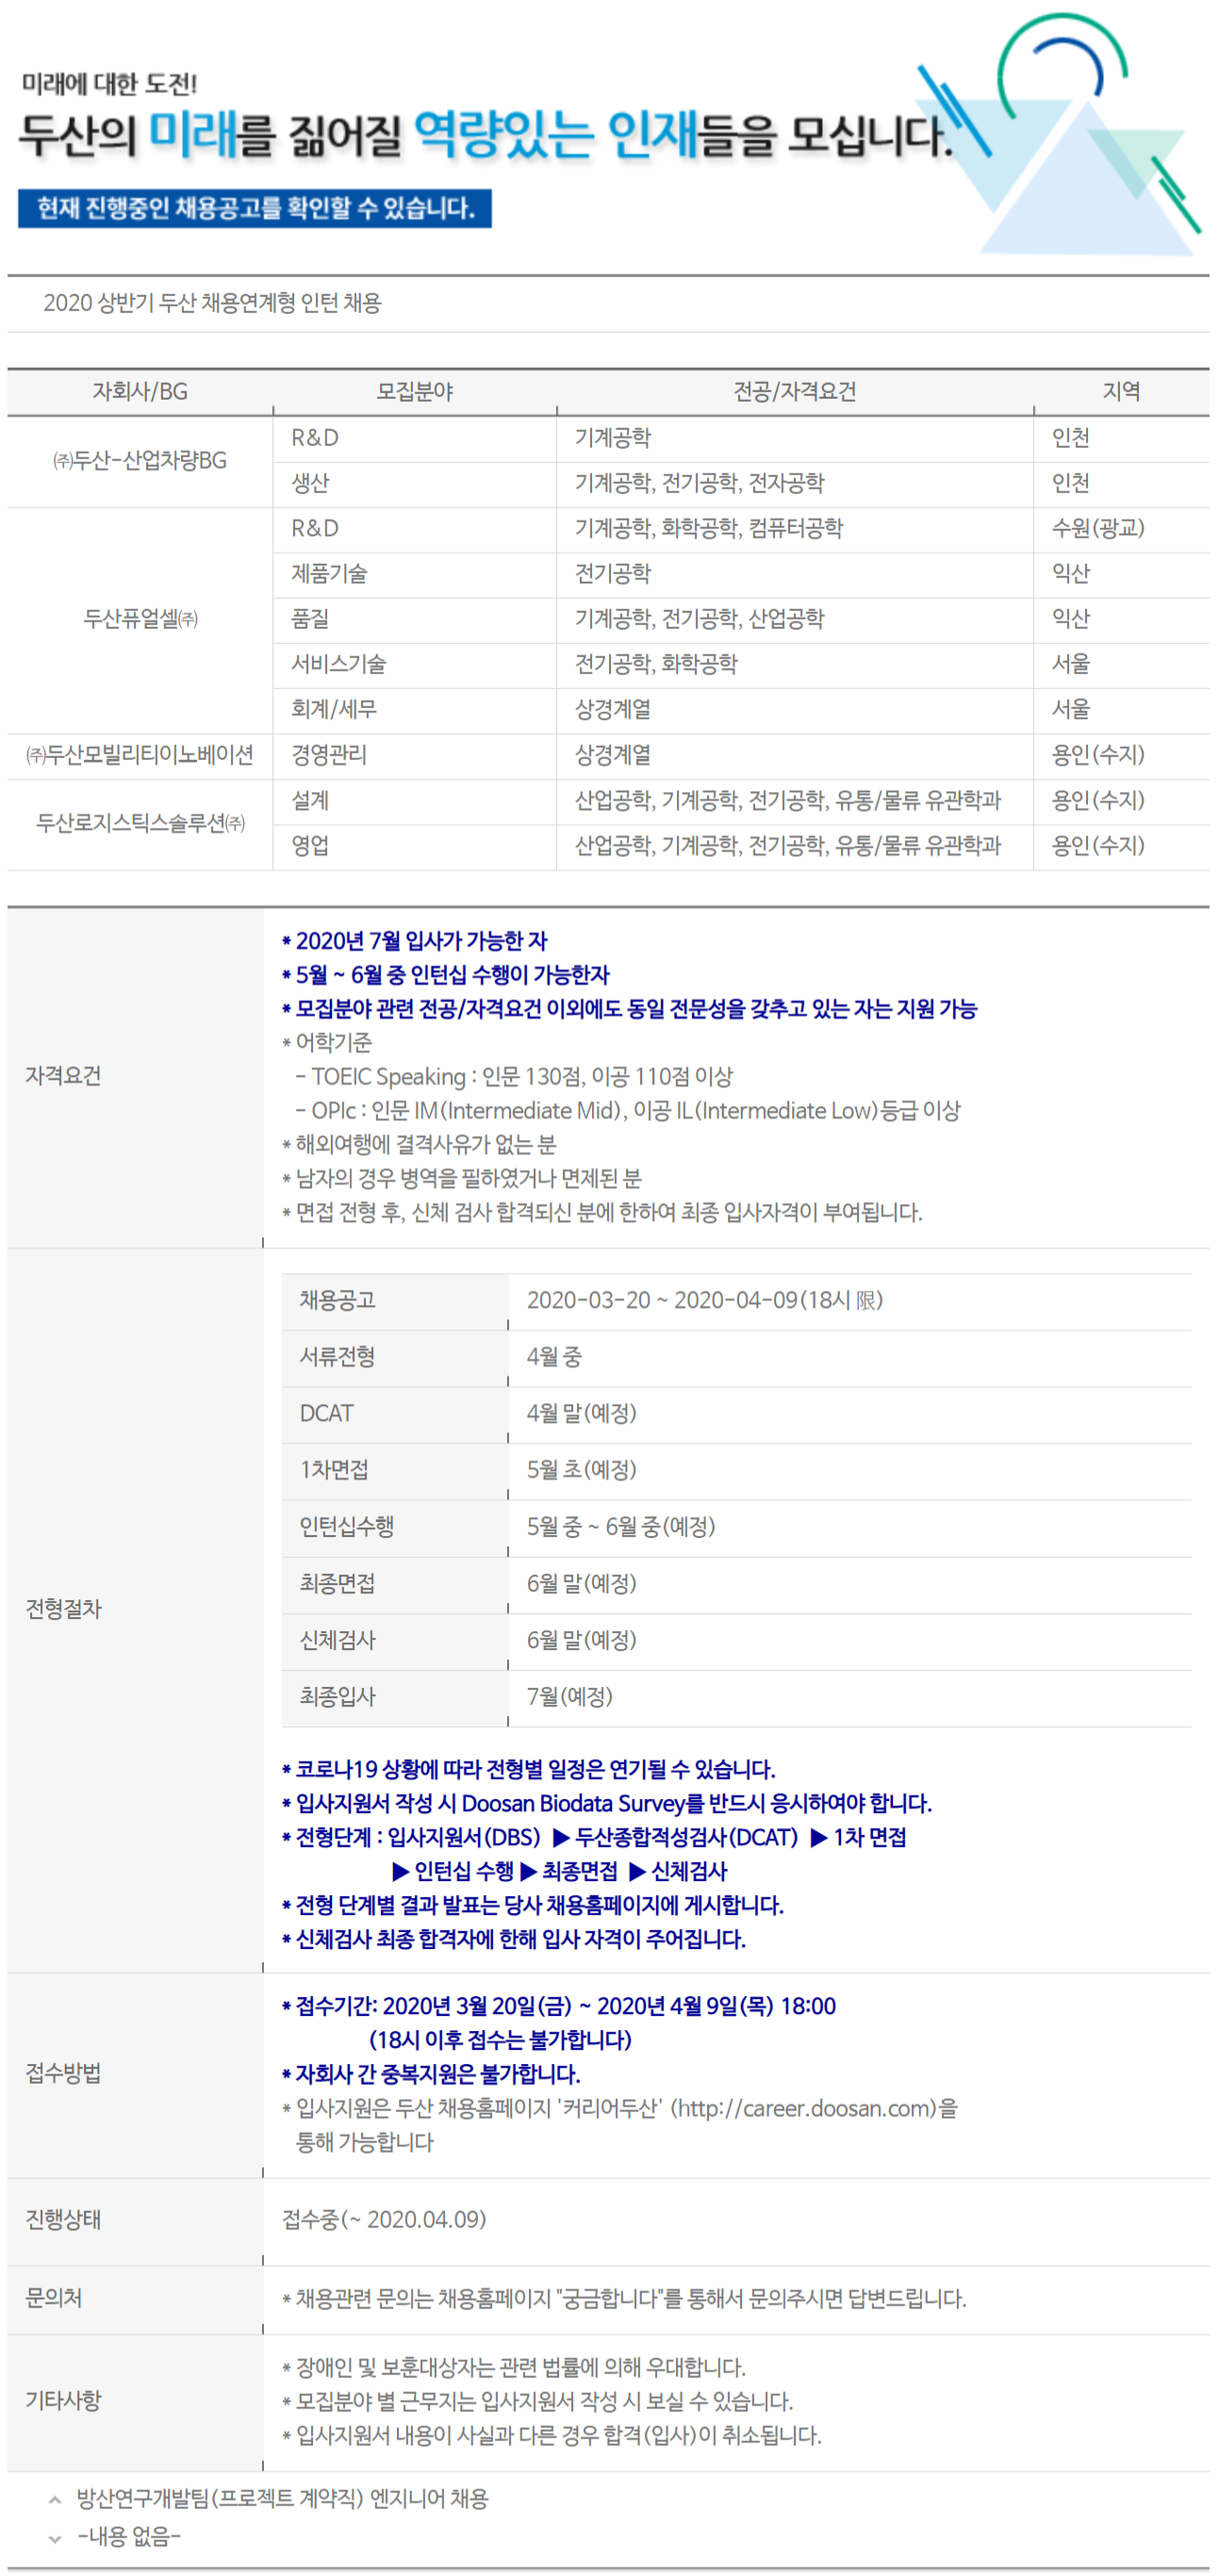 미래에 대한 도전!
두산의 미래를 짊어질 역량있는 인재들을 모십니다.
현재 진행중인 채용공고를 확인할 수 있습니다.
2020 상반기 두산 채용연계형 인턴 채용
자회사/BG 모집분야 전공/자격요건 지역
㈜두산-산업차량BG R&D 기계공학 인천
생산 기계공학, 전기공학, 전자공학 인천
두산퓨얼셀㈜ R&D 기계공학, 화학공학, 컴퓨터공학 수원(광교)
제품기술 전기공학 익산
품질 기계공학, 전기공학, 산업공학 익산
서비스기술 전기공학, 화학공학 서울
회계/세무 상경계열 서울
㈜두산모빌리티이노베이션 경영관리 상경계열 용인(수지)
두산로지스틱스솔루션㈜ 설계 산업공학, 기계공학, 전기공학, 유통/물류 유관학과 용인(수지)
영업 산업공학, 기계공학, 전기공학, 유통/물류 유관학과 용인(수지)
자격요건
* 2020년 7월 입사가 가능한 자
* 5월 ~ 6월 중 인턴십 수행이 가능한자
* 모집분야 관련 전공/자격요건 이외에도 동일 전문성을 갖추고 있는 자는 지원 가능
* 어학기준
- TOEIC Speaking : 인문 130점, 이공 110점 이상
- OPIc : 인문 IM(Intermediate Mid), 이공 IL(Intermediate Low)등급 이상
* 해외여행에 결격사유가 없는 분
* 남자의 경우 병역을 필하였거나 면제된 분
* 면접 전형 후, 신체 검사 합격되신 분에 한하여 최종 입사자격이 부여됩니다.
전형절차
채용공고 2020-03-20 ~ 2020-04-09(18시 限)
서류전형 4월 중
DCAT 4월 말(예정)
1차면접 5월 초(예정)
인턴십수행 5월 중 ~ 6월 중(예정)
최종면접 6월 말(예정)
신체검사 6월 말(예정)
최종입사 7월(예정)
* 코로나19 상황에 따라 전형별 일정은 연기될 수 있습니다.
* 입사지원서 작성 시 Doosan Biodata Survey를 반드시 응시하여야 합니다.
* 전형단계 : 입사지원서(DBS) ▶ 두산종합적성검사(DCAT) ▶ 1차 면접
▶ 인턴십 수행 ▶ 최종면접 ▶ 신체검사
* 전형 단계별 결과 발표는 당사 채용홈페이지에 게시합니다.
* 신체검사 최종 합격자에 한해 입사 자격이 주어집니다.
접수방법
* 접수기간: 2020년 3월 20일(금) ~ 2020년 4월 9일(목) 18:00
(18시 이후 접수는 불가합니다)
* 자회사 간 중복지원은 불가합니다.
* 입사지원은 두산 채용홈페이지 '커리어두산' (http://career.doosan.com)을
통해 가능합니다
진행상태 접수중(~ 2020.04.09)
문의처 * 채용관련 문의는 채용홈페이지 "궁금합니다"를 통해서 문의주시면 답변드립니다.
기타사항
* 장애인 및 보훈대상자는 관련 법률에 의해 우대합니다.
* 모집분야 별 근무지는 입사지원서 작성 시 보실 수 있습니다.
* 입사지원서 내용이 사실과 다른 경우 합격(입사)이 취소됩니다.
방산연구개발팀(프로젝트 계약직) 엔지니어 채용
-내용 없음-